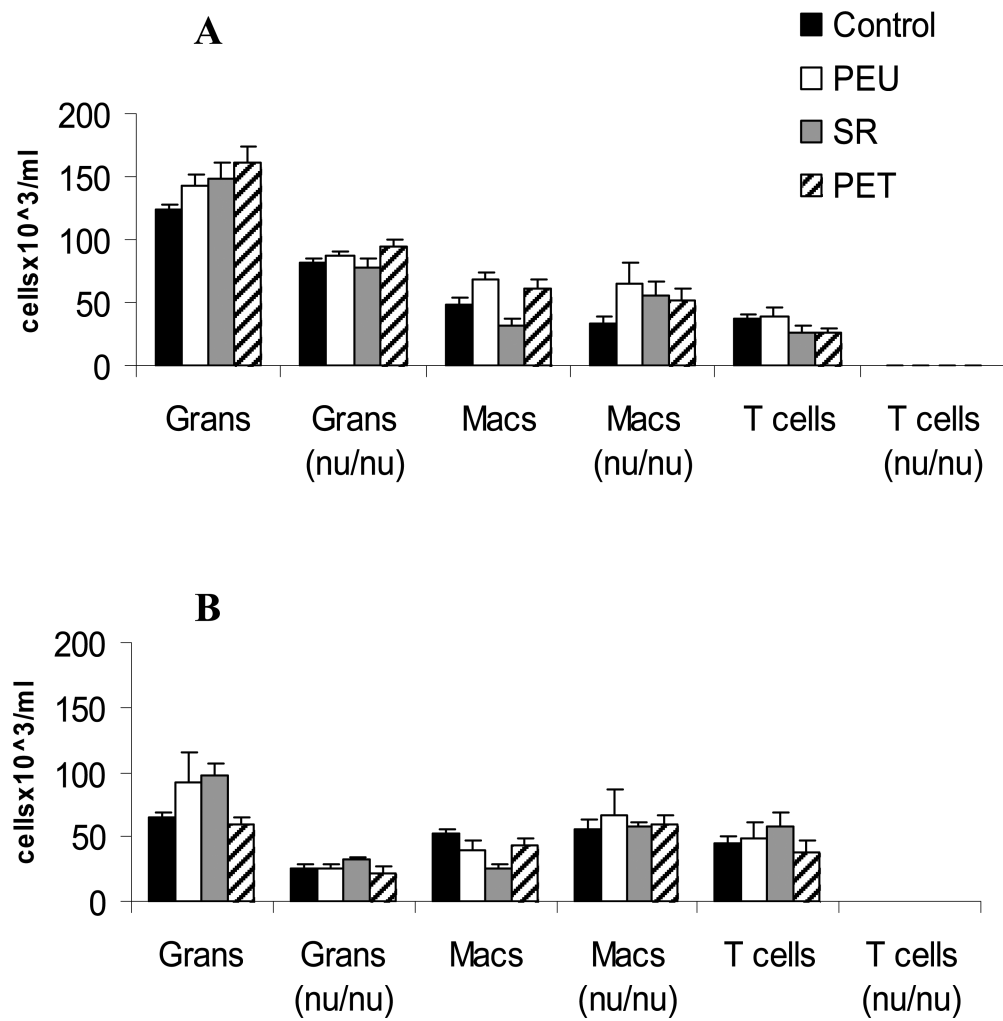 A
Control
PEU
SR
PET
cellsx10^3/ml
200
150
100
50
0
Grans Grans Macs Macs T cells T cells
(nu/nu) (nu/nu) (nu/nu)
B
cellsx10^3/ml
200
150
100
50
0
Grans Grans Macs Macs T cells T cells
(nu/nu) (nu/nu) (nu/nu)